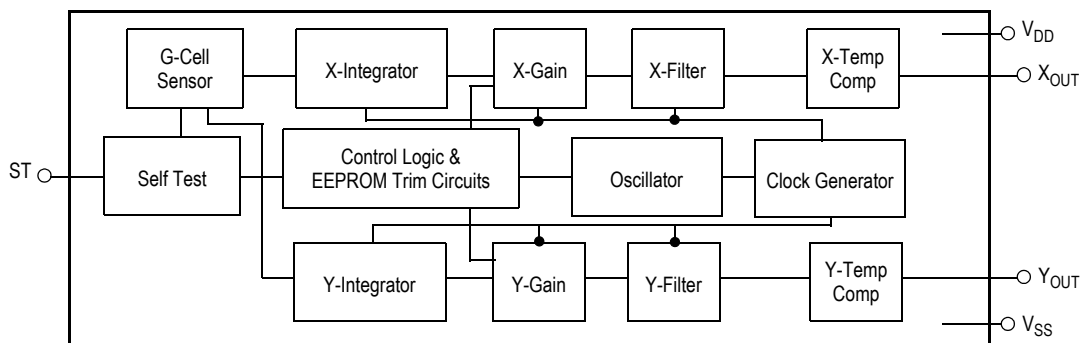 G-Cell
Sensor
X-Integrator
X-Gain
X-Filter
X-Temp
Comp
VDD
XOUT
ST
Self Test
Control Logic &
EEPROM Trim Circuits
Oscillator
Clock Generator
Y-Integrator
Y-Gain
Y-Filter
Y-Temp
Comp
YOUT
VSS